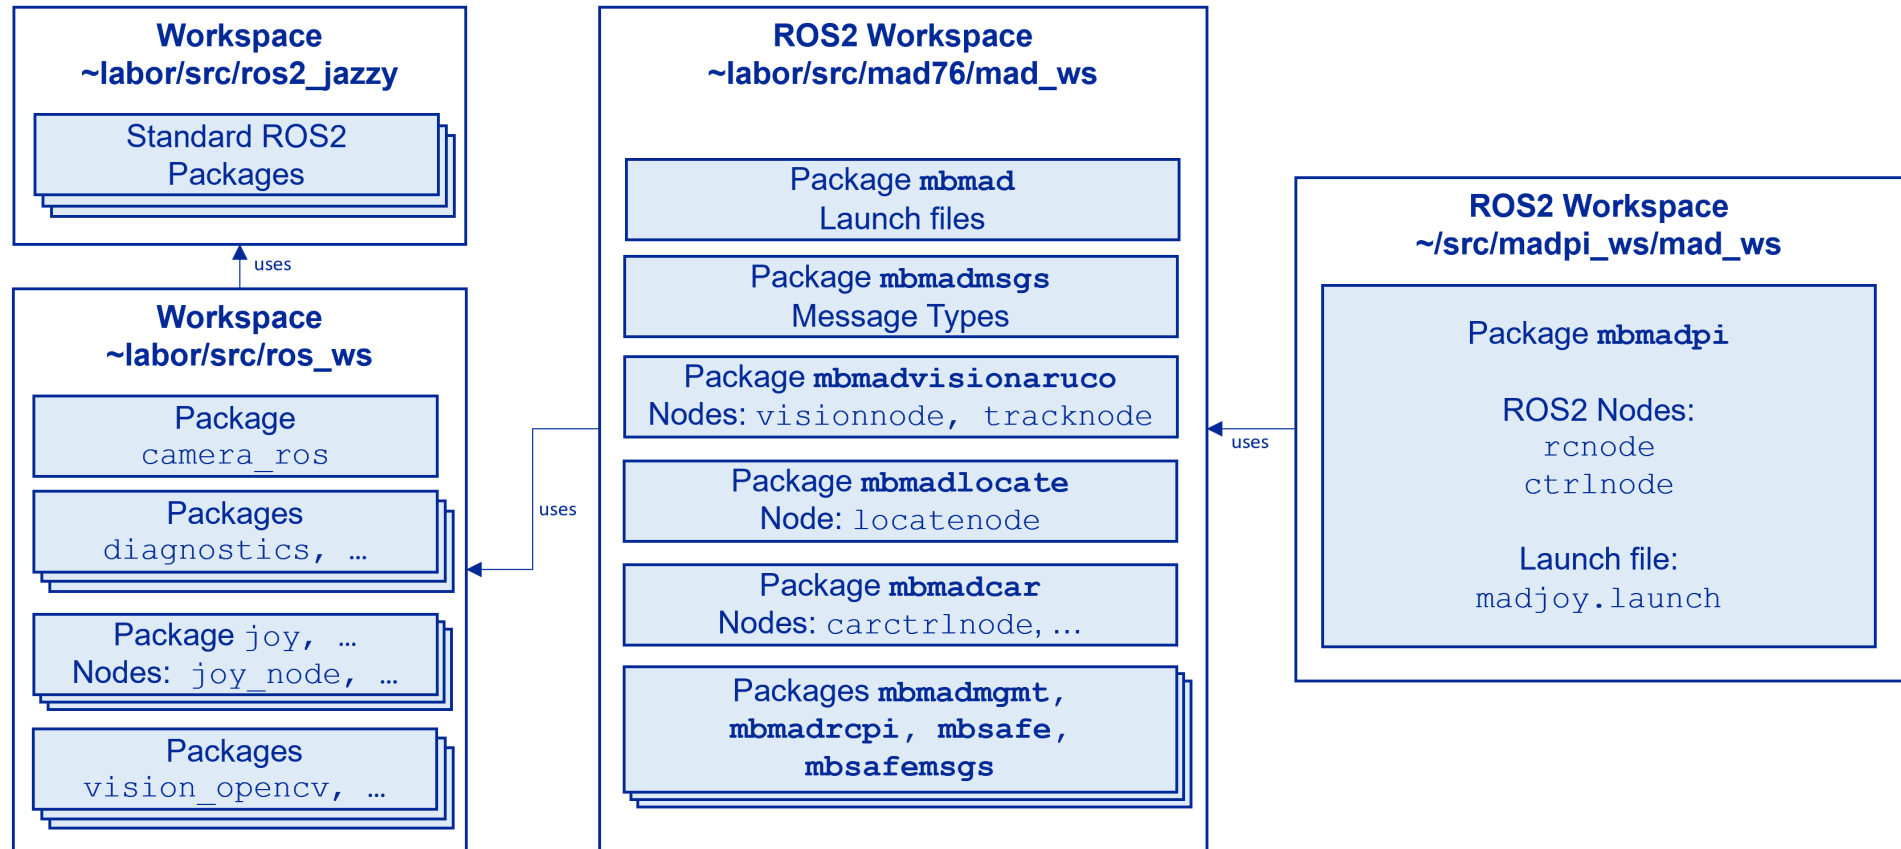 Workspace
~labor/src/ros2_jazzy
Standard ROS2
Packages
uses
Workspace
~labor/src/ros_ws
Package
camera_ros
Packages
diagnostics, …
Package joy, …
Nodes: joy_node, …
Packages
vision_opencv, …
uses
ROS2 Workspace
~labor/src/mad76/mad_ws
Package mbmad
Launch files
Package mbmadmsgs
Message Types
Package mbmadvisionaruco
Nodes: visionnode, tracknode
Package mbmadlocate
Node: locatenode
Package mbmadcar
Nodes: carctrlnode, …
Packages mbmadmgmt,
mbmadrcpi, mbsafe,
mbsafemsgs
uses
ROS2 Workspace
~/src/madpi_ws/mad_ws
Package mbmadpi
ROS2 Nodes:
rcnode
ctrlnode
Launch file:
madjoy.launch